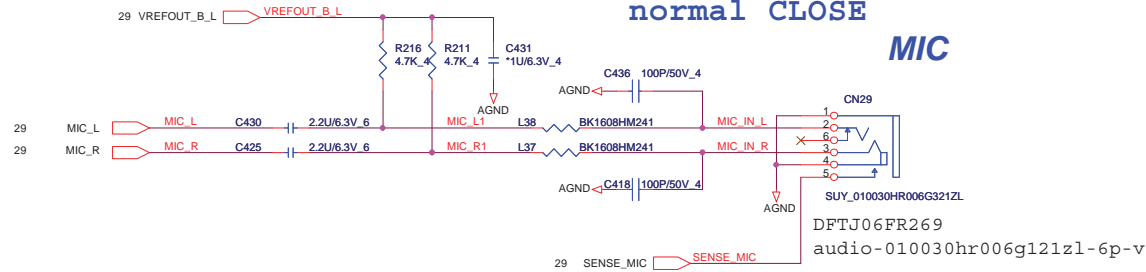 normal CLOSE
MIC
29 VREFOUT_B_L VREFOUT_B_L
R216 R211 C431
4.7K_4 4.7K_4 *1U/6.3V_4
C436 100P/50V_4
AGND
AGND
CN29
1
29 MIC_L MIC_L C430 2.2U/6.3V_6 MIC_L1 L38 BK1608HM241 MIC_IN_L 2
6
29 MIC_R MIC_R C425 2.2U/6.3V_6 MIC_R1 L37 BK1608HM241 MIC_IN_R 3
4
5
AGND C418 100P/50V_4
SUY_010030HR006G321ZL
AGND
DFTJ06FR269
audio-010030hr006g121zl-6p-v
29 SENSE_MIC SENSE_MIC